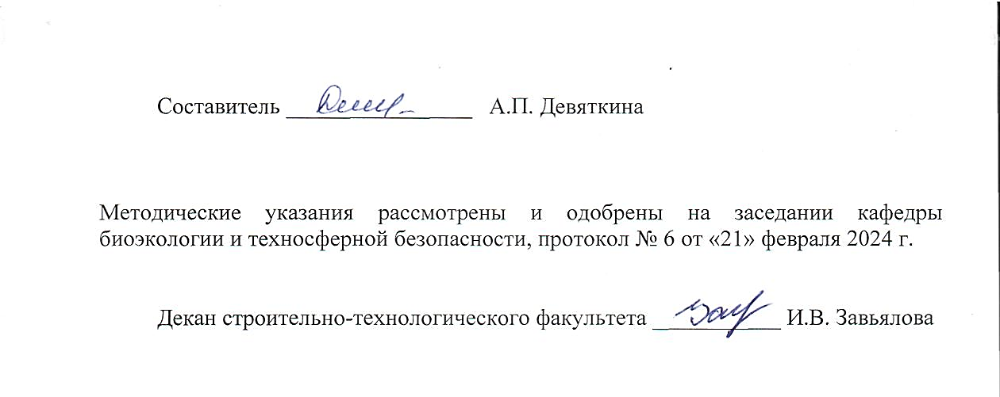 Составитель ________________ А.П. Девяткина
Методические указания рассмотрены и одобрены на заседании кафедры
биоэкологии и техносферной безопасности, протокол № 6 от «21» февраля 2024 г.
Декан строительно-технологического факультета ___________ И.В. Завьялова